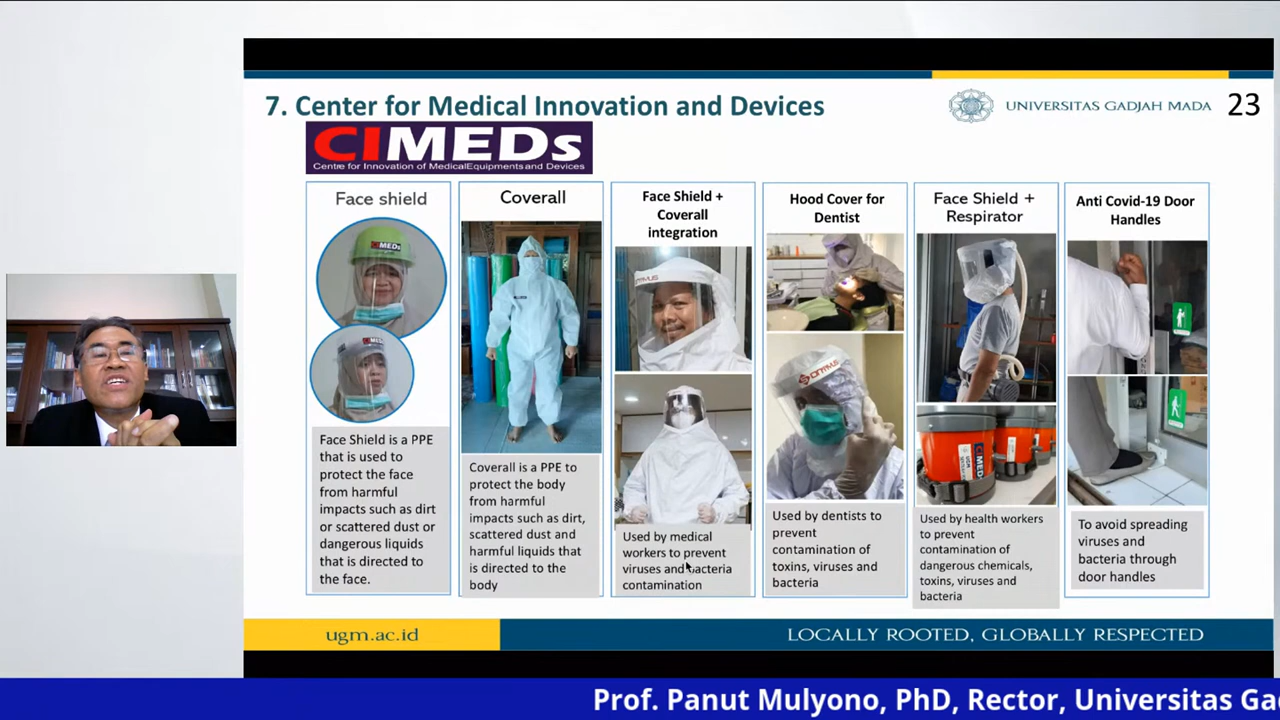 7. Center for Medical Innovation and Devices
UNIVERSITAS GADJAH MADA
23
CIMEDs
Centre for Innovation of MedicalEquipments and Devices
Face shield
CIMEDs
CIMEDs
Face Shield is a PPE
that is used to
protect the face
from harmful
impacts such as dirt
or scattered dust or
dangerous liquids
that is directed to
the face.
Coverall
Coverall is a PPE to
protect the body
from harmful
impacts such as dirt,
scattered dust and
harmful liquids that
is directed to the
body
Face Shield +
Coverall
integration
Used by medical
workers to prevent
viruses and bacteria
contamination
Hood Cover for
Dentist
Used by dentists to
prevent
contamination of
toxins, viruses and
bacteria
Face Shield +
Respirator
CIMEDs
Used by health workers
to prevent
contamination of
dangerous chemicals,
toxins, viruses and
bacteria
Anti Covid-19 Door
Handles
To avoid spreading
viruses and
bacteria through
door handles
ugm.ac.id
LOCALLY ROOTED, GLOBALLY RESPECTED
Prof. Panut Mulyono, PhD, Rector, Universitas Ga